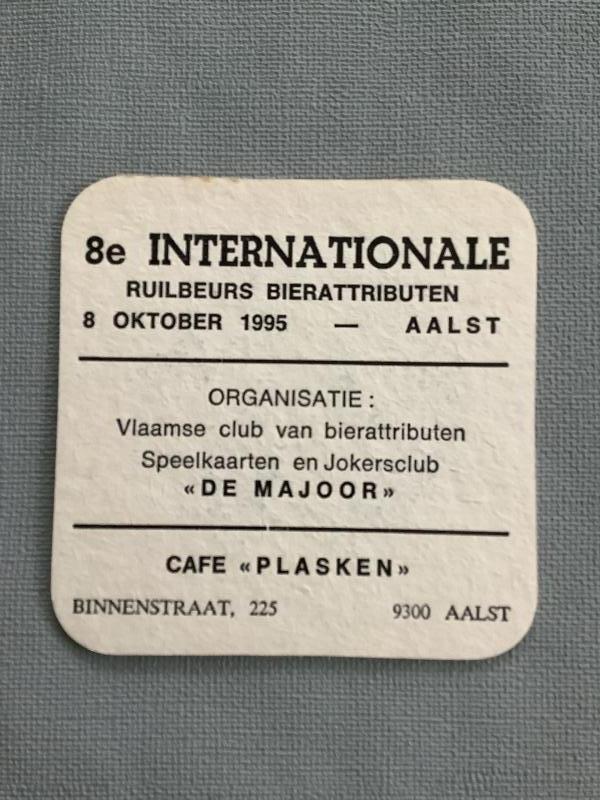 8e INTERNATIONALE
RUILBEURS BIERATTRIBUTEN
8 OKTOBER 1995 — AALST
ORGANISATIE :
Vlaamse club van bierattributen
Speelkaarten en Jokersclub
«DE MAJOOR»
CAFE «PLASKEN»
BINNENSTRAAT, 225 9300 AALST